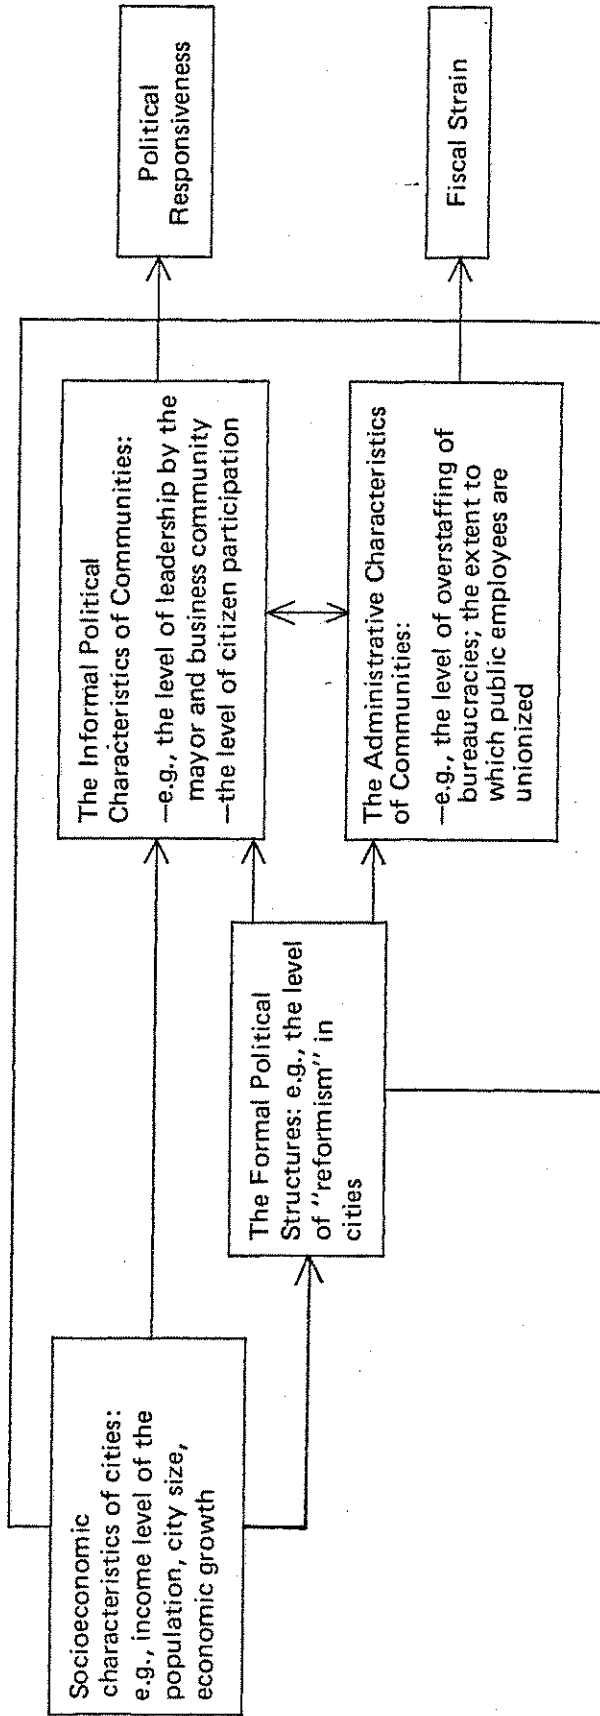 Socioeconomic
characteristics of cities:
e.g., income level of the
population, city size,
economic growth
The Formal Political
Structures: e.g., the level
of "reformism" in
cities
The Informal Political
Characteristics of Communities:
—e.g., the level of leadership by the
mayor and business community
—the level of citizen participation
The Administrative Characteristics
of Communities:
—e.g., the level of overstaffing of
bureaucracies; the extent to
which public employees are
unionized
Political
Responsiveness
Fiscal Strain